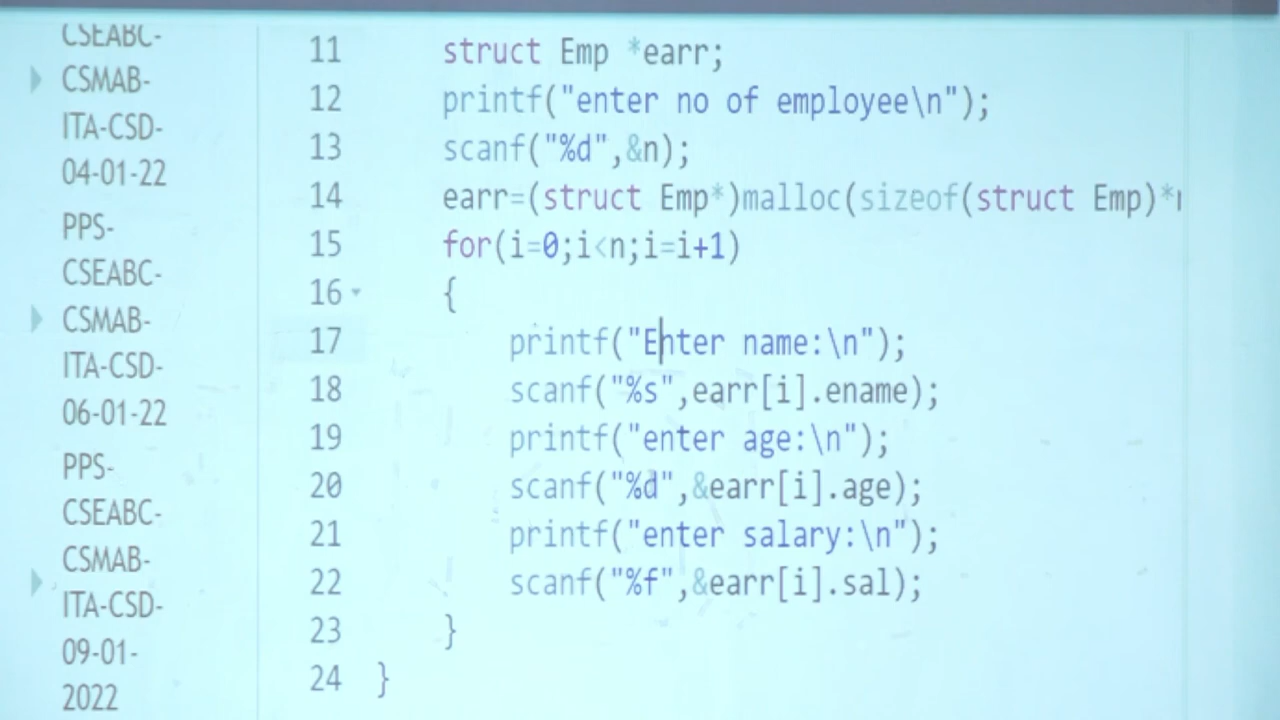 CSEABC-
CSMAB-
ITA-CSD-
04-01-22
PPS-
CSEABC-
CSMAB-
ITA-CSD-
06-01-22
PPS-
CSEABC-
CSMAB-
ITA-CSD-
09-01-
2022
11 struct Emp *earr;
12 printf("enter no of employee\n");
13 scanf("%d",&n);
14 earr=(struct Emp*)malloc(sizeof(struct Emp)*
15 for(i=0;i<n;i=i+1)
16 {
17 printf("Enter name:\n");
18 scanf("%s",earr[i].ename);
19 printf("enter age:\n");
20 scanf("%d",&earr[i].age);
21 printf("enter salary:\n");
22 scanf("%f",&earr[i].sal);
23 }
24 }